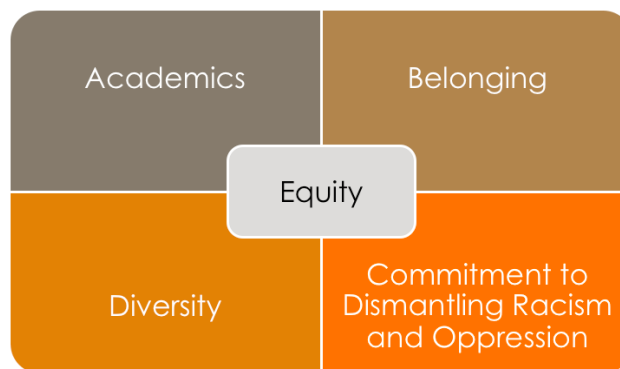 Academics
Belonging
Equity
Diversity
Commitment to
Dismantling Racism
and Oppression